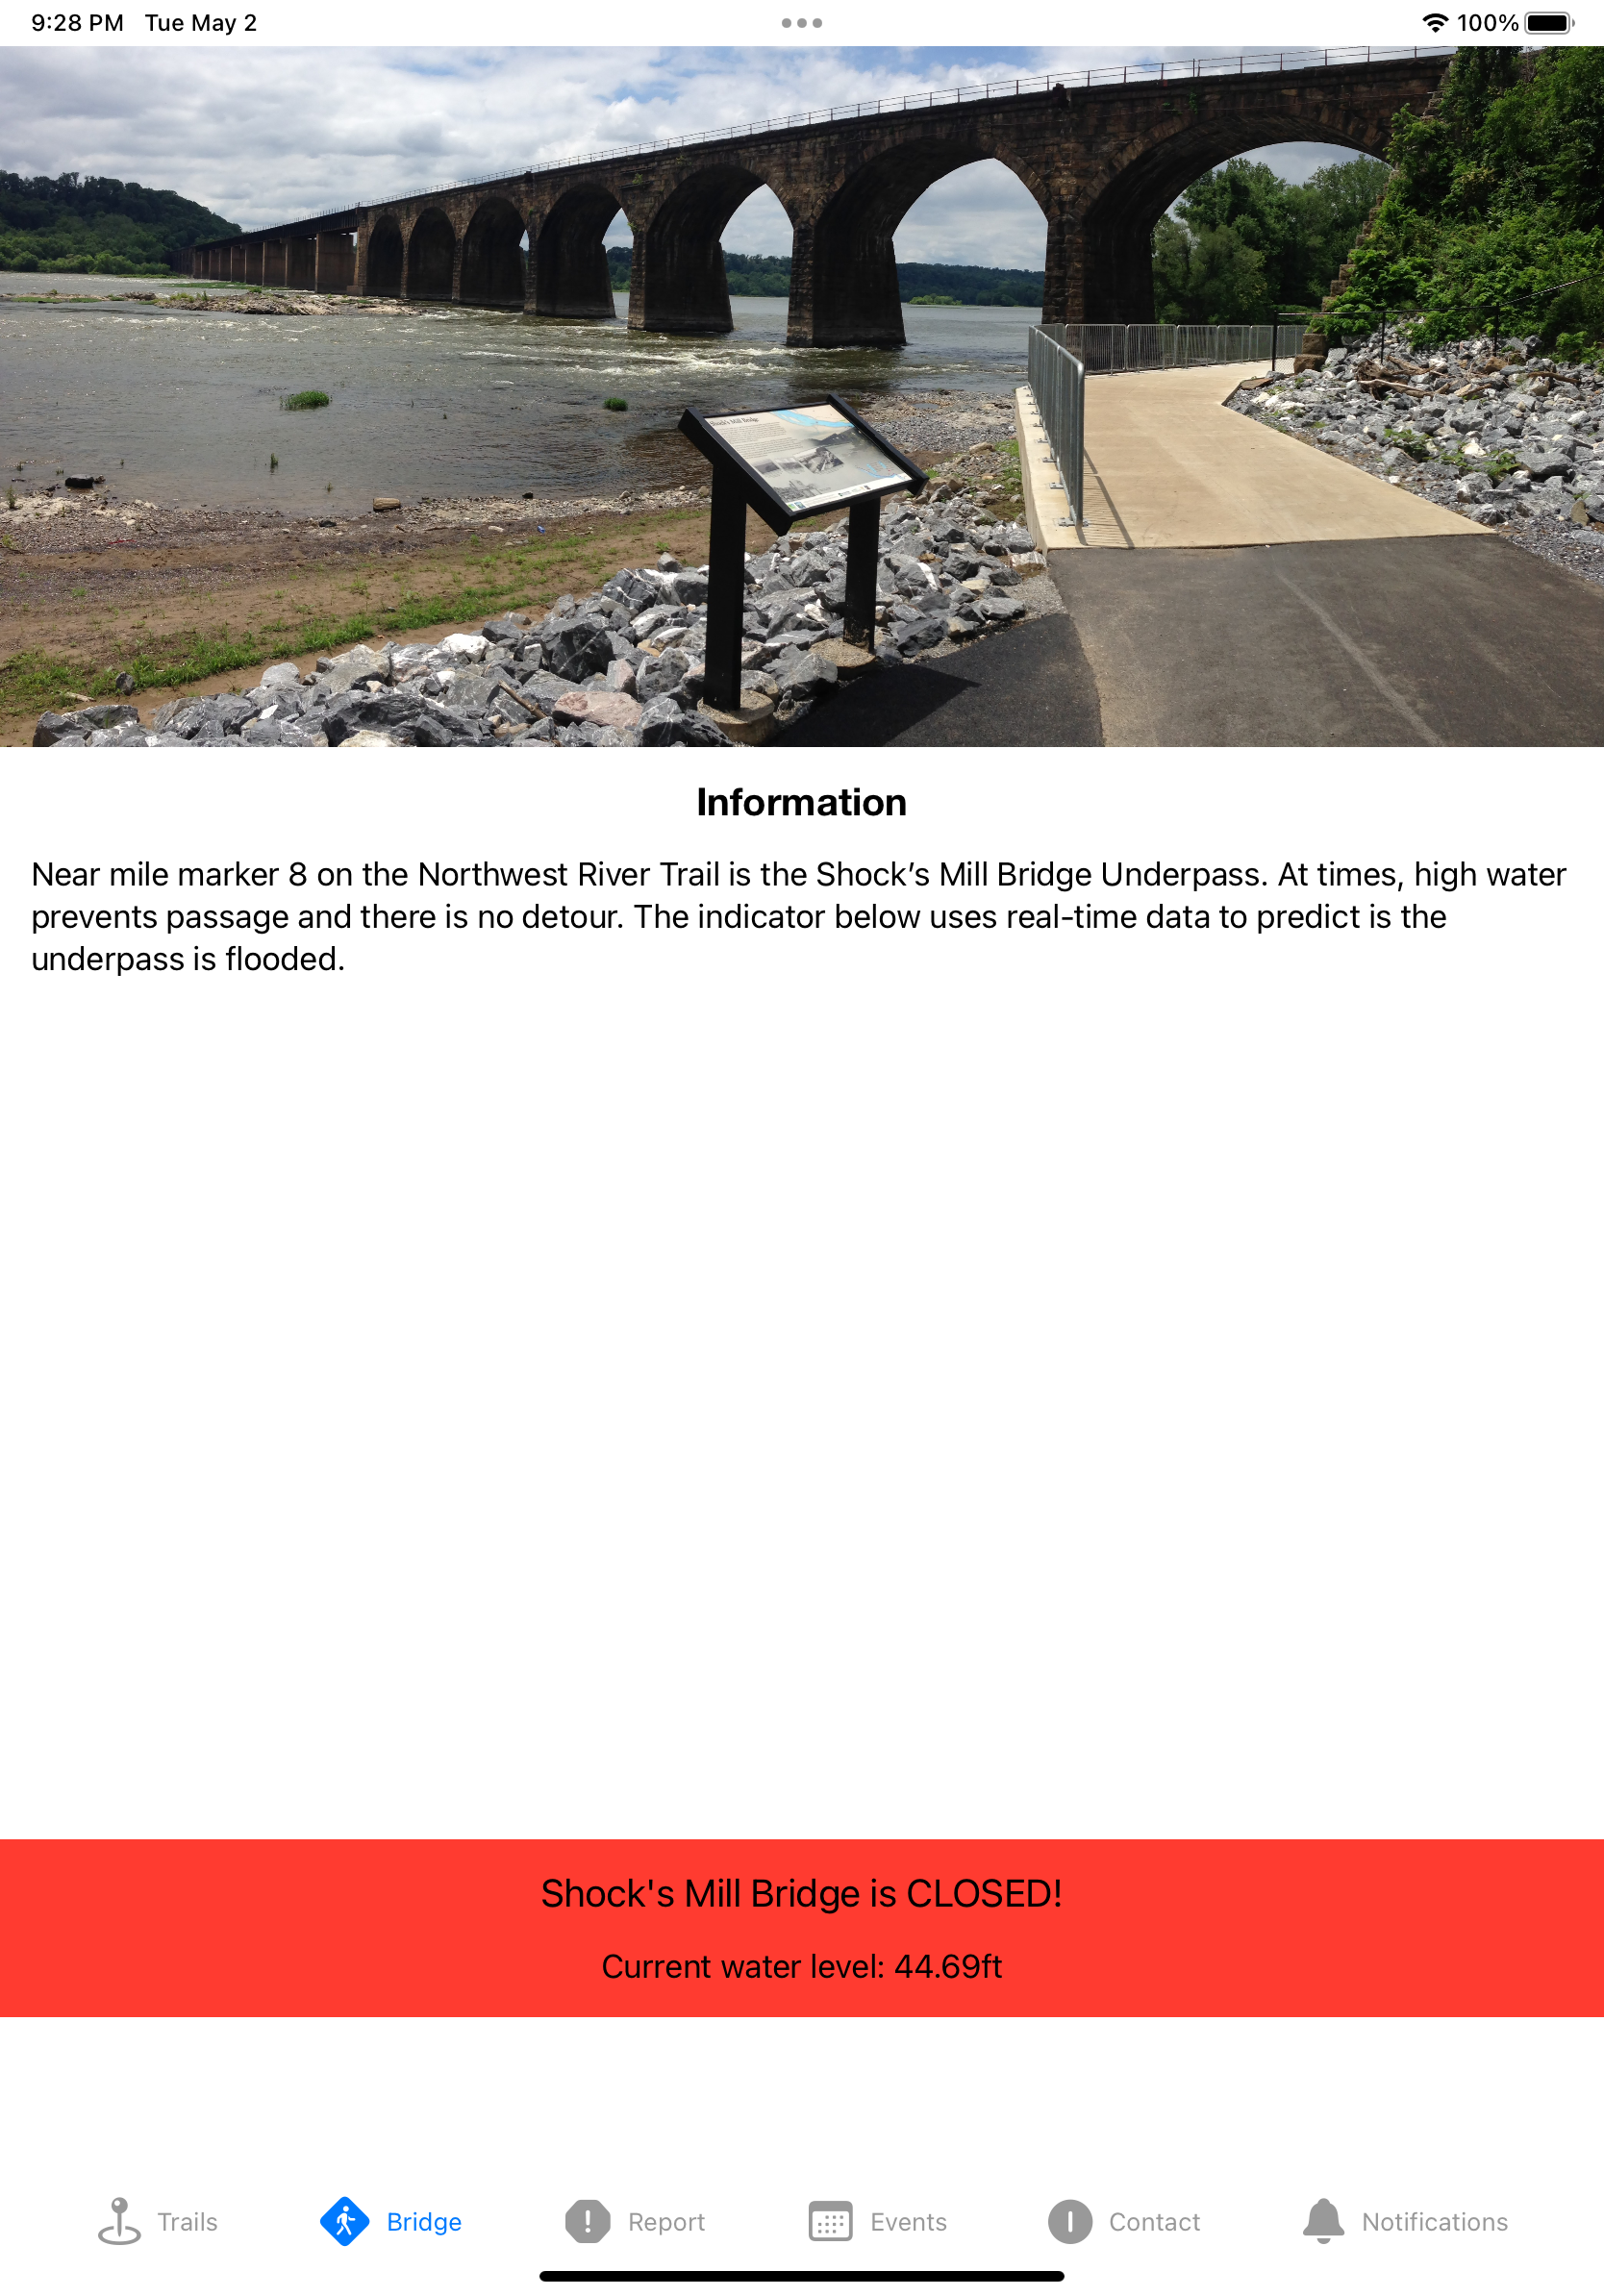 9:28 PM Tue May 2
100%
Shock's Mill Bridge
Information
Near mile marker 8 on the Northwest River Trail is the Shock’s Mill Bridge Underpass. At times, high water
prevents passage and there is no detour. The indicator below uses real-time data to predict is the
underpass is flooded.
Shock's Mill Bridge is CLOSED!
Current water level: 44.69ft
Trails
Bridge
Report
Events
Contact
Notifications